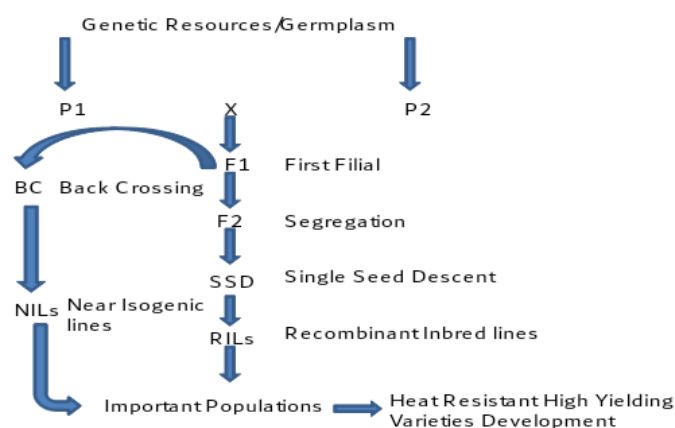 Genetic Resources/Germplasm
P1 X P2
F1 First Filial
BC Back Crossing
F2 Segregation
SSD Single Seed Descent
NILs Near Isogenic
lines
RILs Recombinant Inbred lines
Important Populations
Heat Resistant High Yielding
Varieties Development